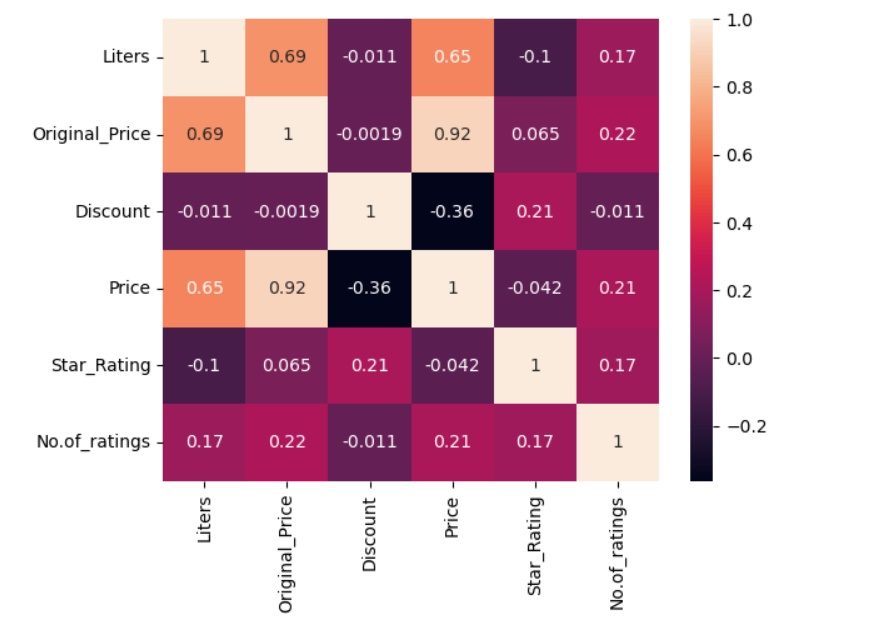 Liters 1 0.69 -0.011 0.65 -0.1 0.17
Original_Price 0.69 1 -0.0019 0.92 0.065 0.22
Discount -0.011 -0.0019 1 -0.36 0.21 -0.011
Price 0.65 0.92 -0.36 1 -0.042 0.21
Star_Rating -0.1 0.065 0.21 -0.042 1 0.17
No.of_ratings 0.17 0.22 -0.011 0.21 0.17 1
Liters
Original_Price
Discount
Price
Star_Rating
No.of_ratings
1.0
0.8
0.6
0.4
0.2
0.0
−0.2